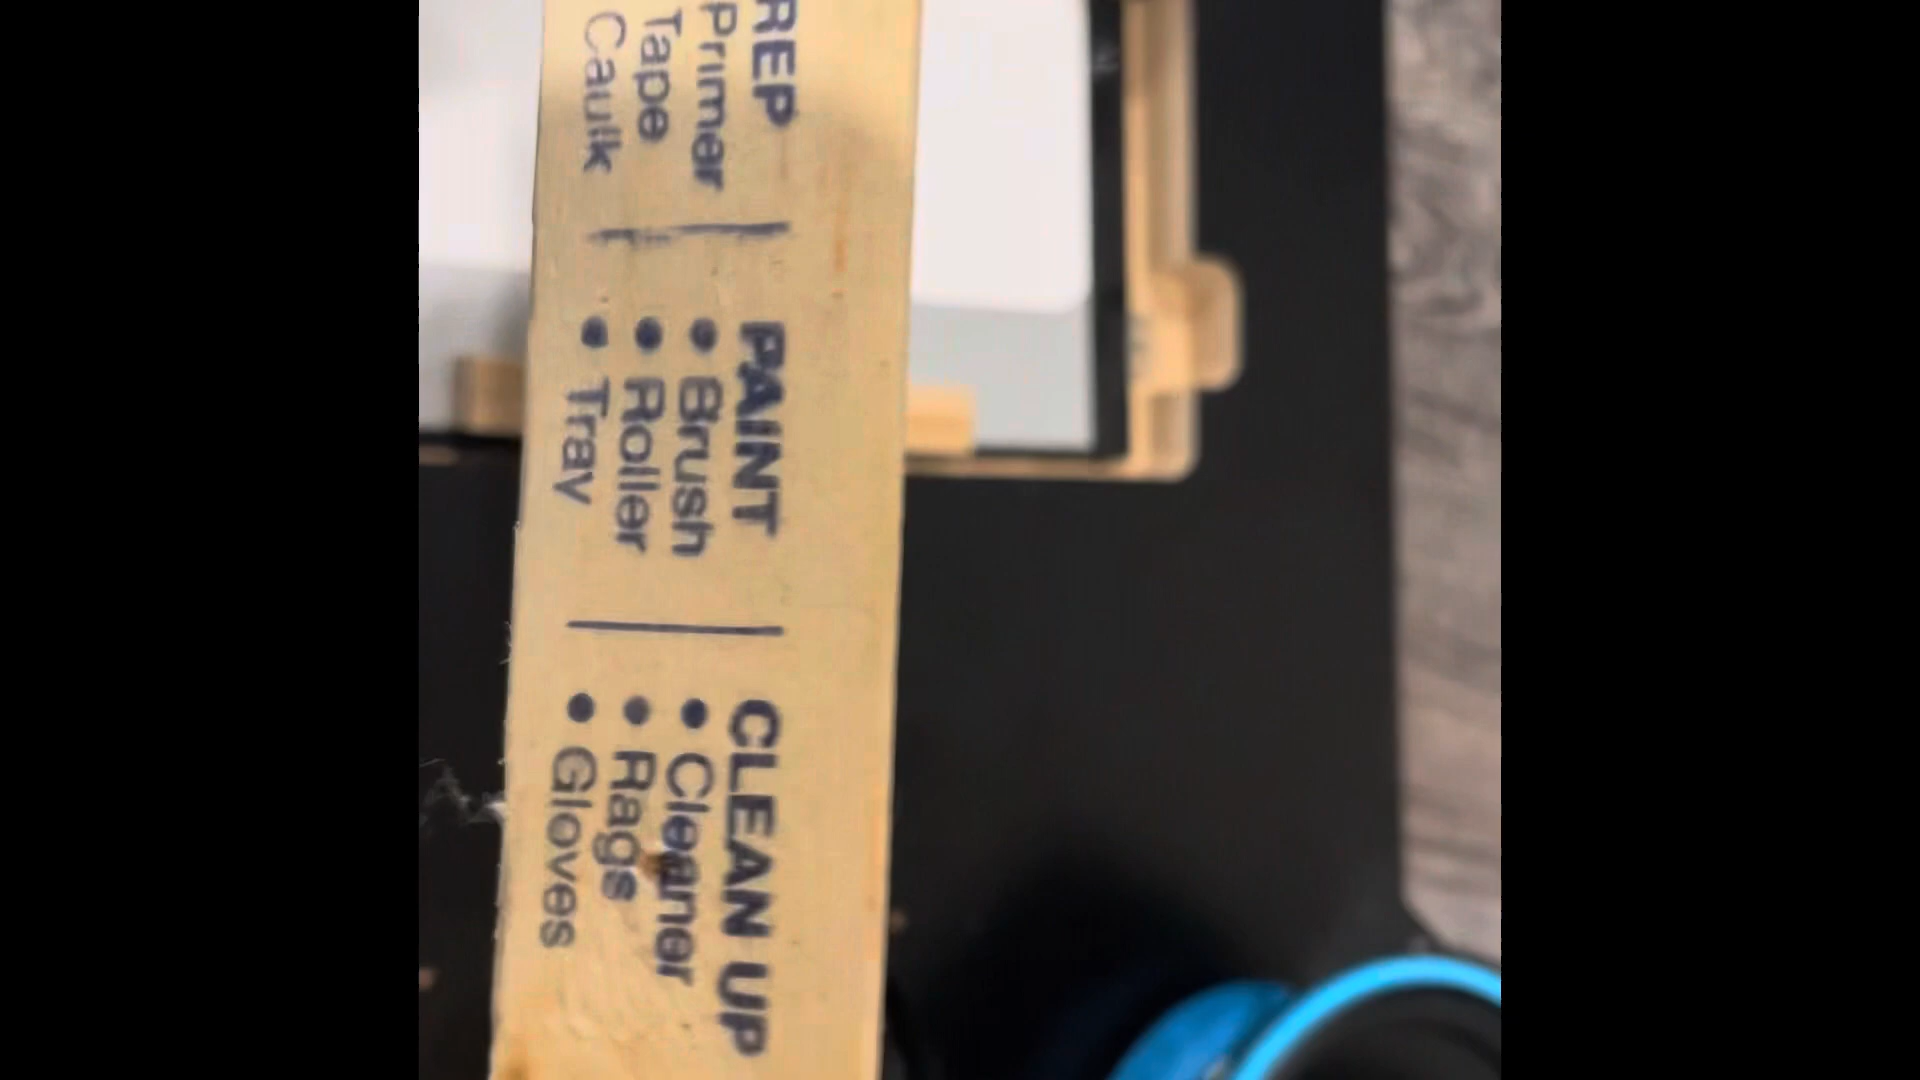 REP
Primer
Tape
Caulk
PAINT
• Brush
• Roller
• Tray
CLEAN UP
• Cleaner
• Rags
• Gloves